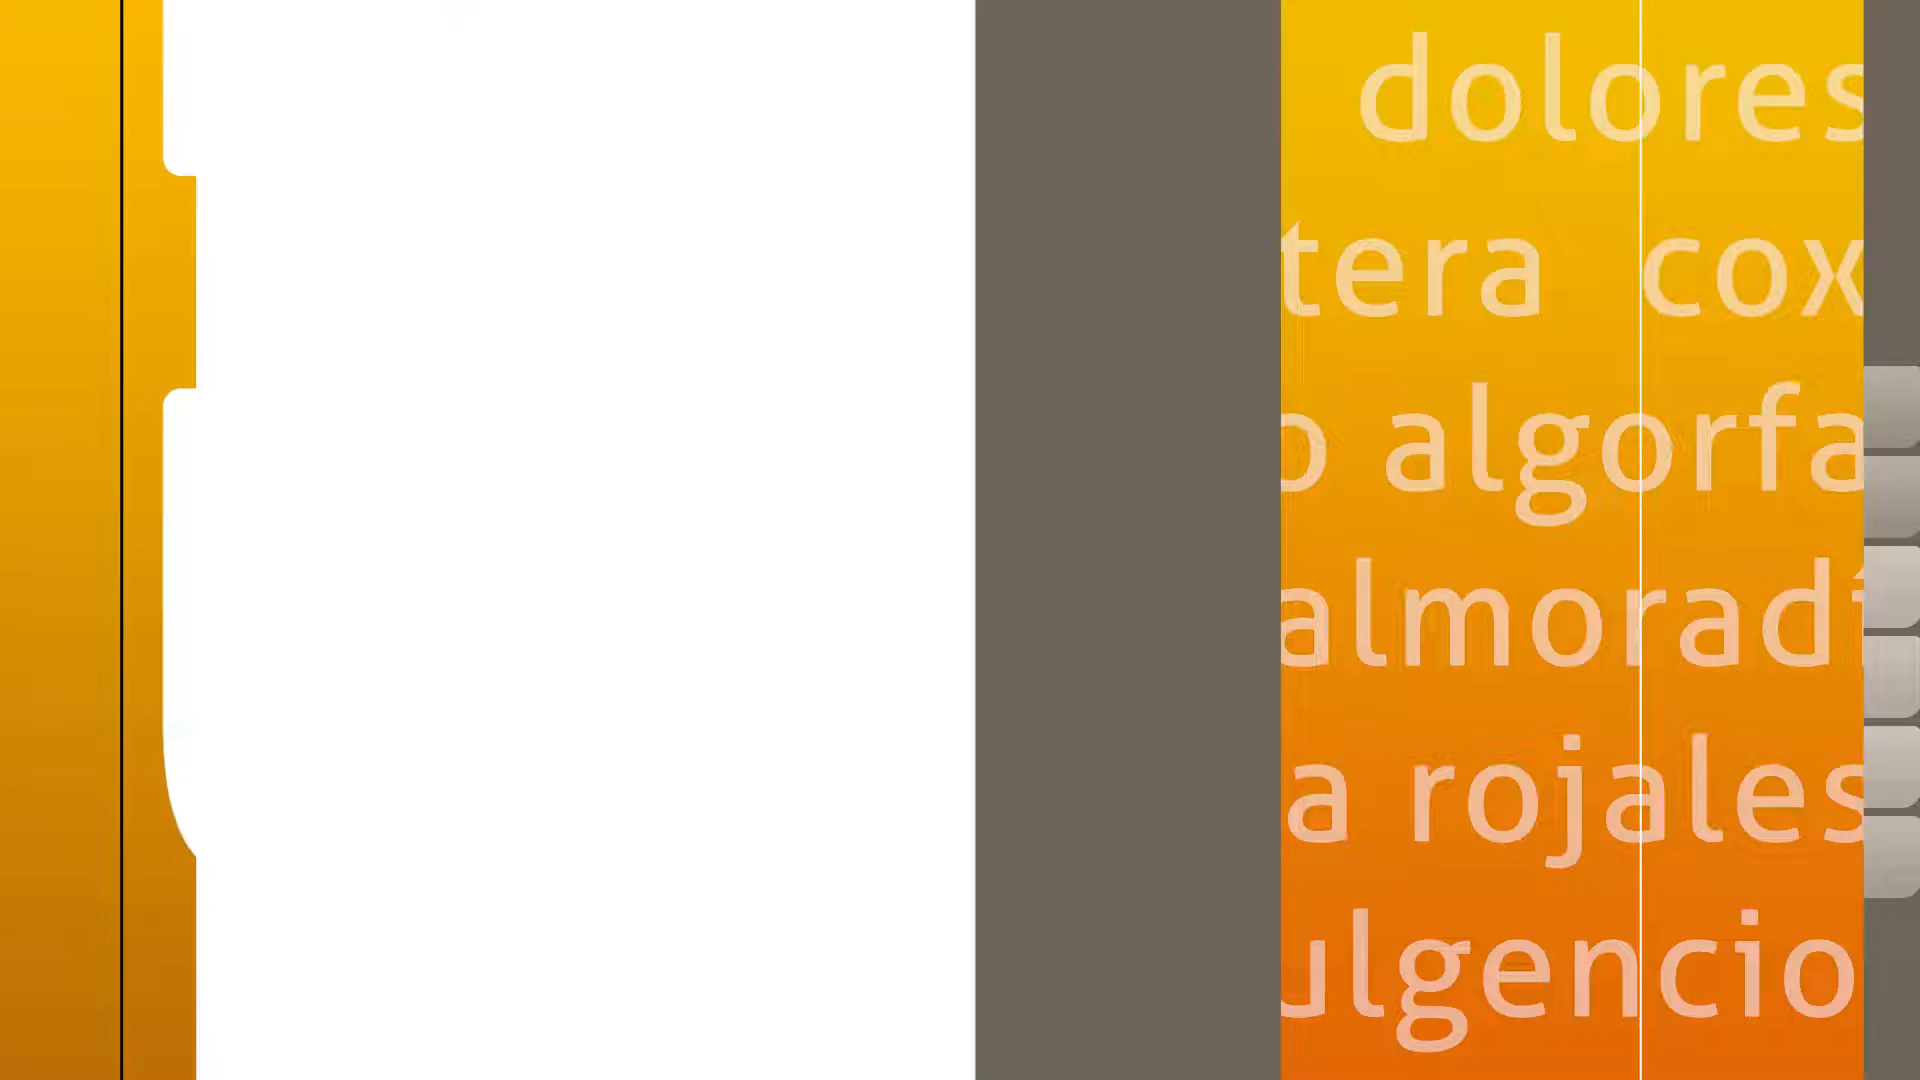 dolores
tera cox
o algorfa
almoradí
a rojales
ulgencio